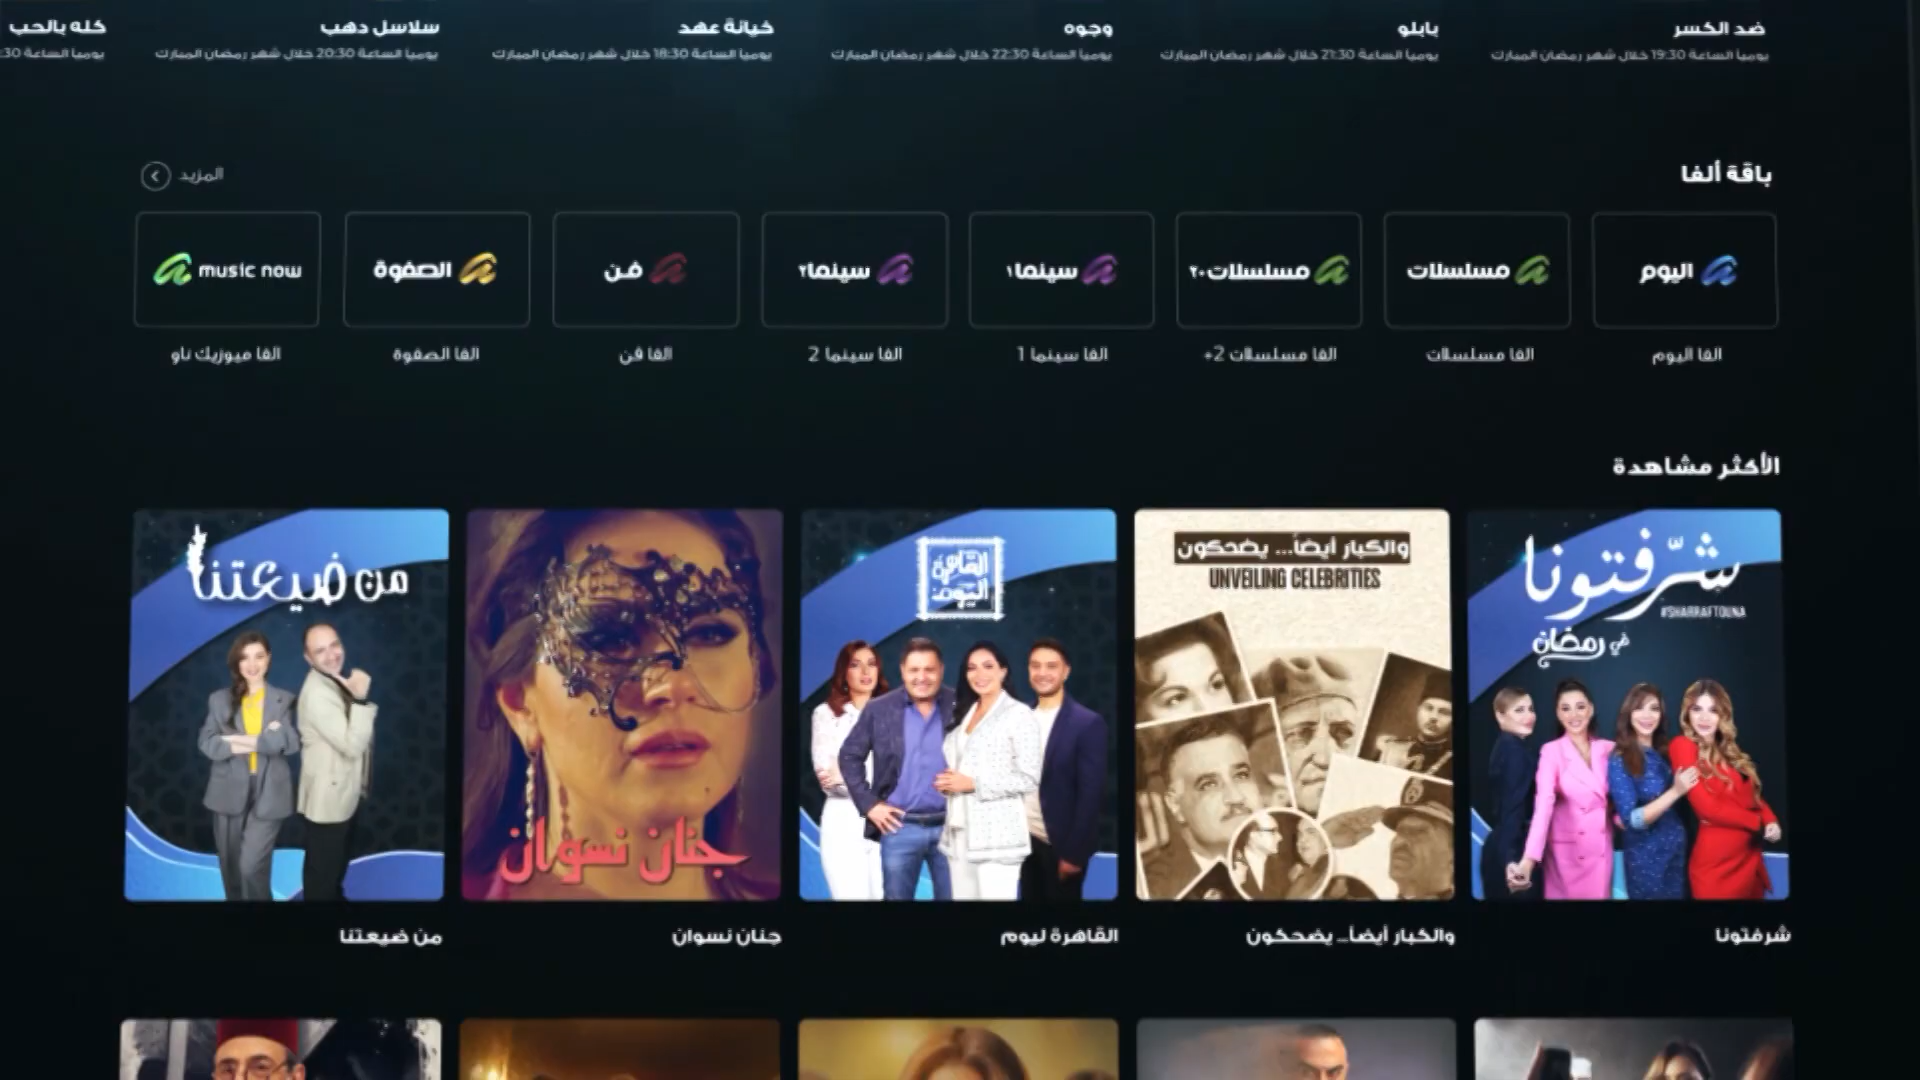 ضد الكسر
يومياً الساعة 19:30 خلال شهر رمضان المبارك
بابلو
يومياً الساعة 21:30 خلال شهر رمضان المبارك
وجوه
يومياً الساعة 22:30 خلال شهر رمضان المبارك
خيانة عهد
يومياً الساعة 18:30 خلال شهر رمضان المبارك
سلاسل دهب
يومياً الساعة 20:30 خلال شهر رمضان المبارك
كله بالحب
يومياً الساعة 30:
باقة ألفا
المزيد
اليوم
مسلسلات
مسلسلات+٢
سينما١
سينما٢
فن
الصفوة
music now
الفا اليوم
الفا مسلسلات
الفا مسلسلات 2+
الفا سينما 1
الفا سينما 2
الفا فن
الفا الصفوة
الفا ميوزيك ناو
الأكثر مشاهدة
شرّفتونا
#SHARRAFTOUNA
في رمضان
والكبار أيضاً... يضحكون
UNVEILING CELEBRITIES
القاهرة
اليوم
جنان نسوان
من ضيعتنا
شرفتونا
والكبار أيضاً... يضحكون
القاهرة ليوم
جنان نسوان
من ضيعتنا